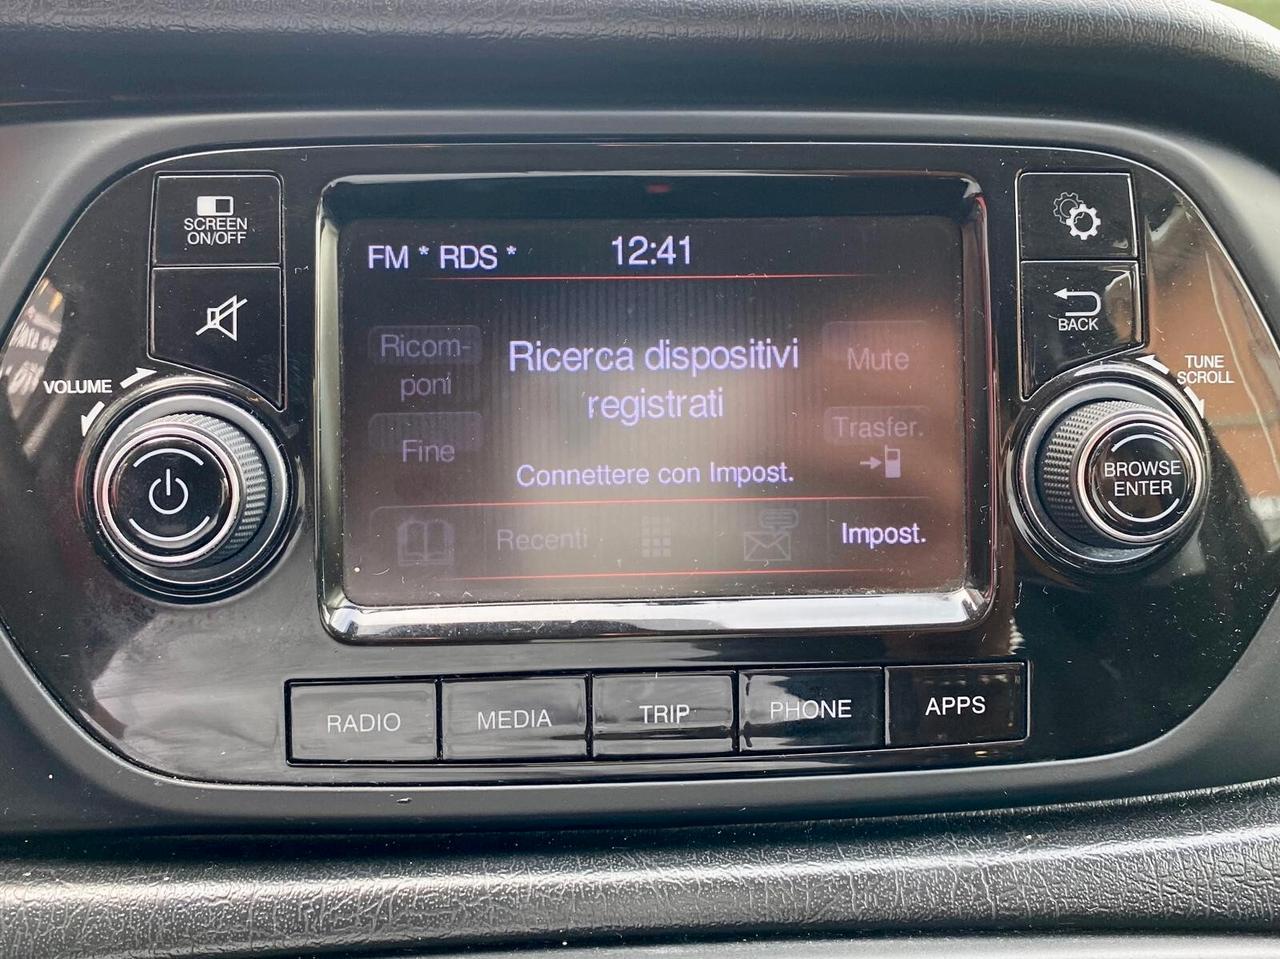 SCREEN
ON/OFF
VOLUME
FM * RDS *
12:41
Ricom-
poni
Fine
Ricerca dispositivi
registrati
Connettere con Impost.
Mute
Trasfer.
Recenti
Impost.
BACK
TUNE
SCROLL
BROWSE
ENTER
RADIO
MEDIA
TRIP
PHONE
APPS